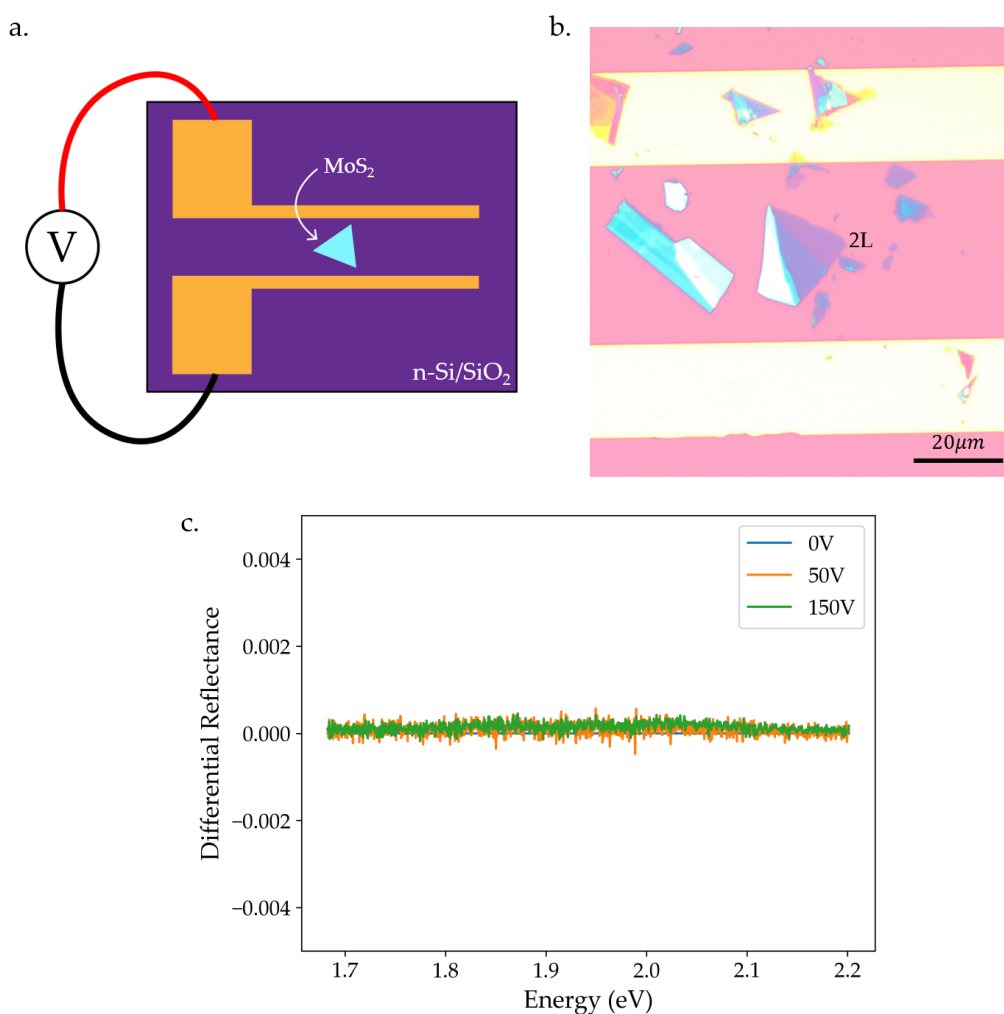 a.
MoS₂
V
n-Si/SiO₂
b.
2L
20μm
c.
0V
50V
150V
0.004
0.002
0.000
−0.002
−0.004
Differential Reflectance
1.7 1.8 1.9 2.0 2.1 2.2
Energy (eV)